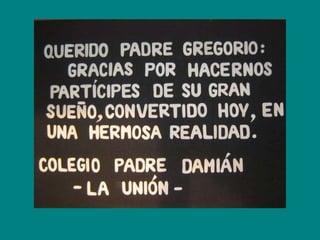 QUERIDO PADRE GREGORIO:
GRACIAS POR HACERNOS
PARTÍCIPES DE SU GRAN
SUEÑO, CONVERTIDO HOY, EN
UNA HERMOSA REALIDAD.
COLEGIO PADRE DAMIÁN
- LA UNIÓN -